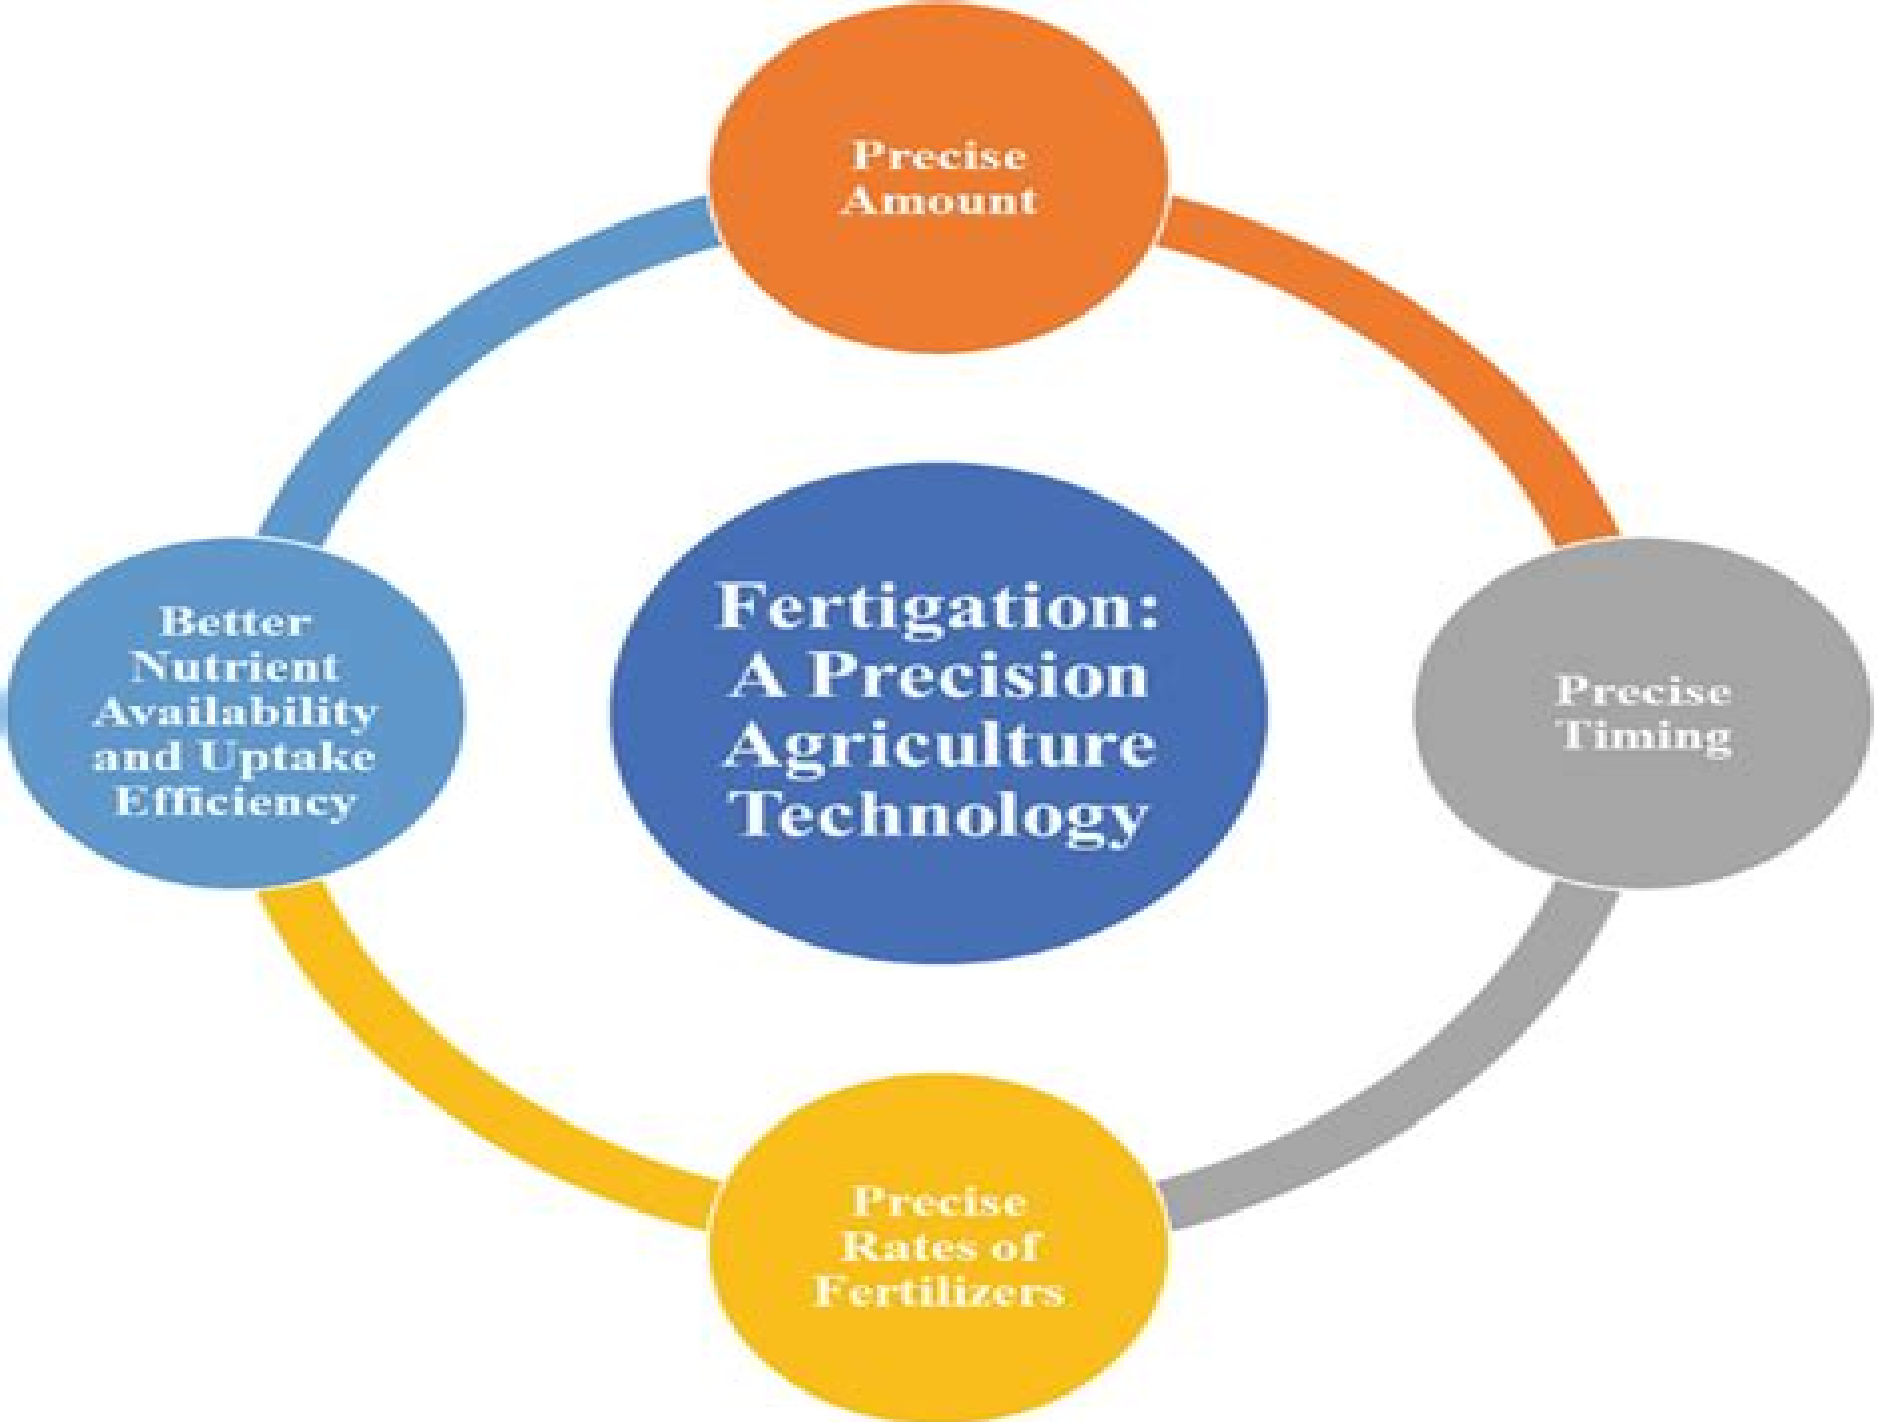 Precise
Amount
Better
Nutrient
Availability
and Uptake
Efficiency
Fertigation:
A Precision
Agriculture
Technology
Precise
Timing
Precise
Rates of
Fertilizers